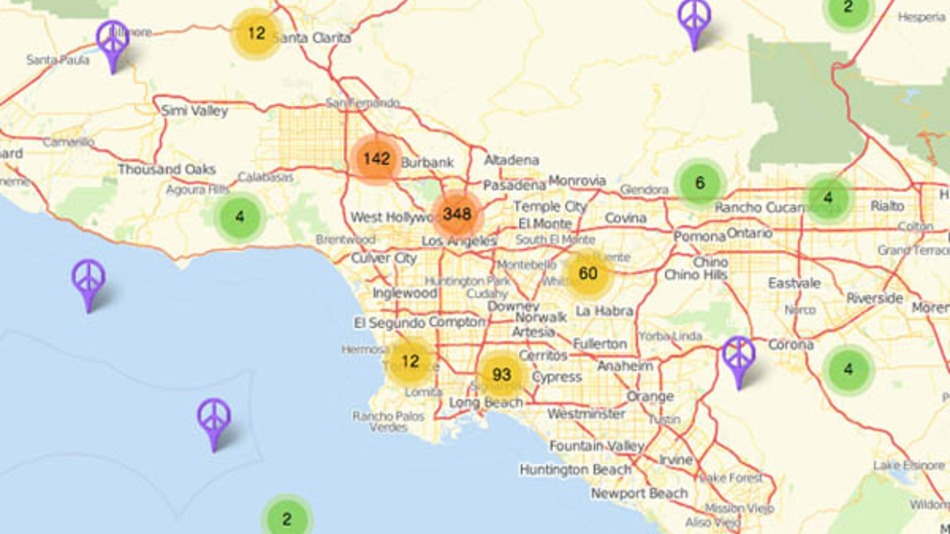 2
Hesperia
Fillmore
12
Santa Clarita
Santa Paula
San Fernando
Simi Valley
Camarillo
142
Burbank
Altadena
Thousand Oaks
Calabasas
Agoura Hills
Pasadena
Monrovia
Glendora
6
4
Rancho Cucam
Rialto
Temple City
4
West Hollywo
348
El Monte
Covina
Colton
Brentwood
Los Angeles
South El Monte
Pomona
Ontario
Grand Terrace
Culver City
Montebello
60
Chino
Chino Hills
Huntington Park
Eastvale
Inglewood
Cudahy
Riverside
Downey
La Habra
Norco
Moren
El Segundo
Compton
Norwalk
Artesia
Yorba Linda
Hermosa
Fullerton
Corona
12
Cerritos
Anaheim
93
Cypress
4
Lomita
Long Beach
Orange
Rancho Palos
Verdes
Westminster
Tustin
Fountain Valley
Irvine
Huntington Beach
Lake Forest
Lake Elsinore
Newport Beach
Mission Viejo
Wildom
Aliso Viejo
2